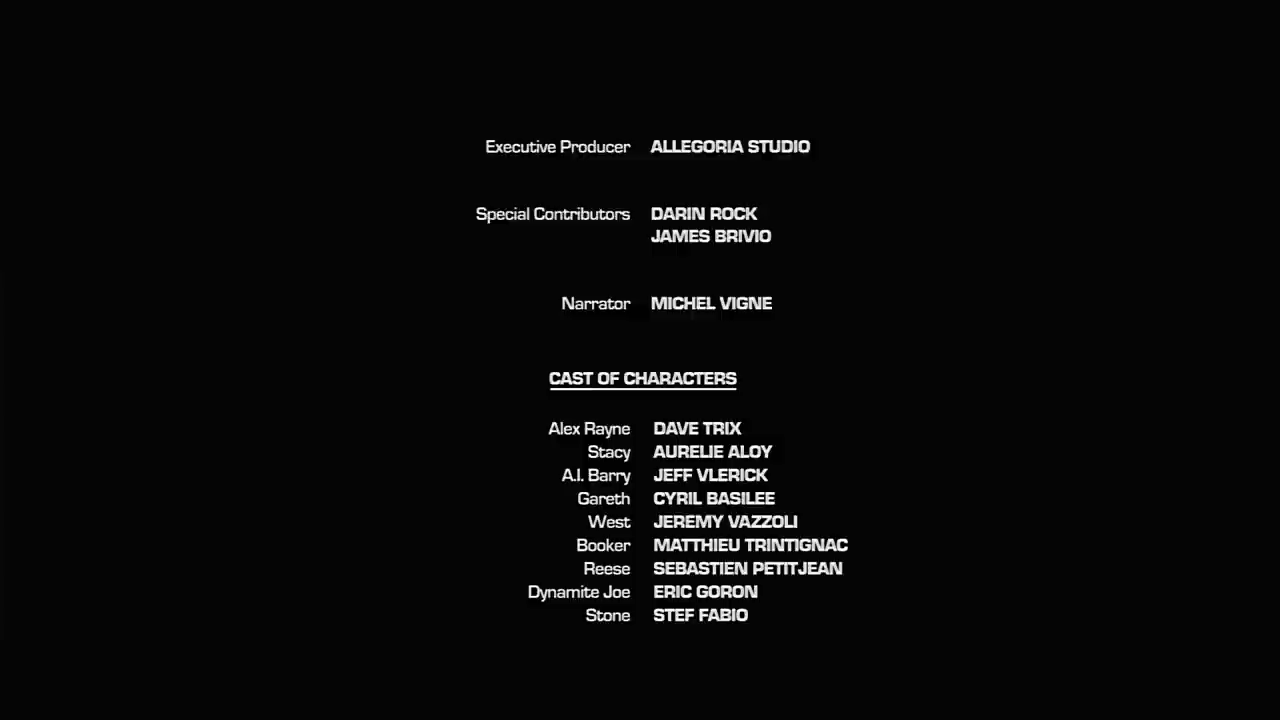 Executive Producer ALLEGORIA STUDIO
Special Contributors DARIN ROCK
JAMES BRIVIO
Narrator MICHEL VIGNE
CAST OF CHARACTERS
Alex Rayne DAVE TRIX
Stacy AURELIE ALOY
A.I. Barry JEFF VLERICK
Gareth CYRIL BASILEE
West JEREMY VAZZOLI
Booker MATTHIEU TRINTIGNAC
Reese SEBASTIEN PETITJEAN
Dynamite Joe ERIC GORON
Stone STEF FABIO